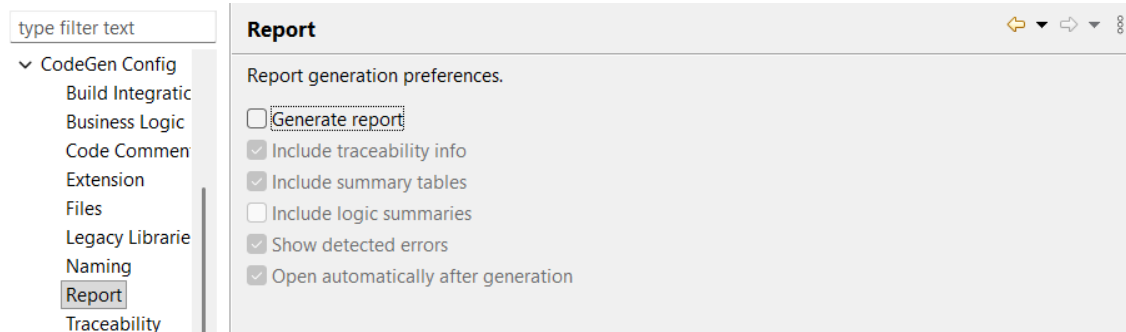 type filter text
CodeGen Config
Build Integratic
Business Logic
Code Commen
Extension
Files
Legacy Librarie
Naming
Report
Traceability
Report
Report generation preferences.
Generate report
Include traceability info
Include summary tables
Include logic summaries
Show detected errors
Open automatically after generation